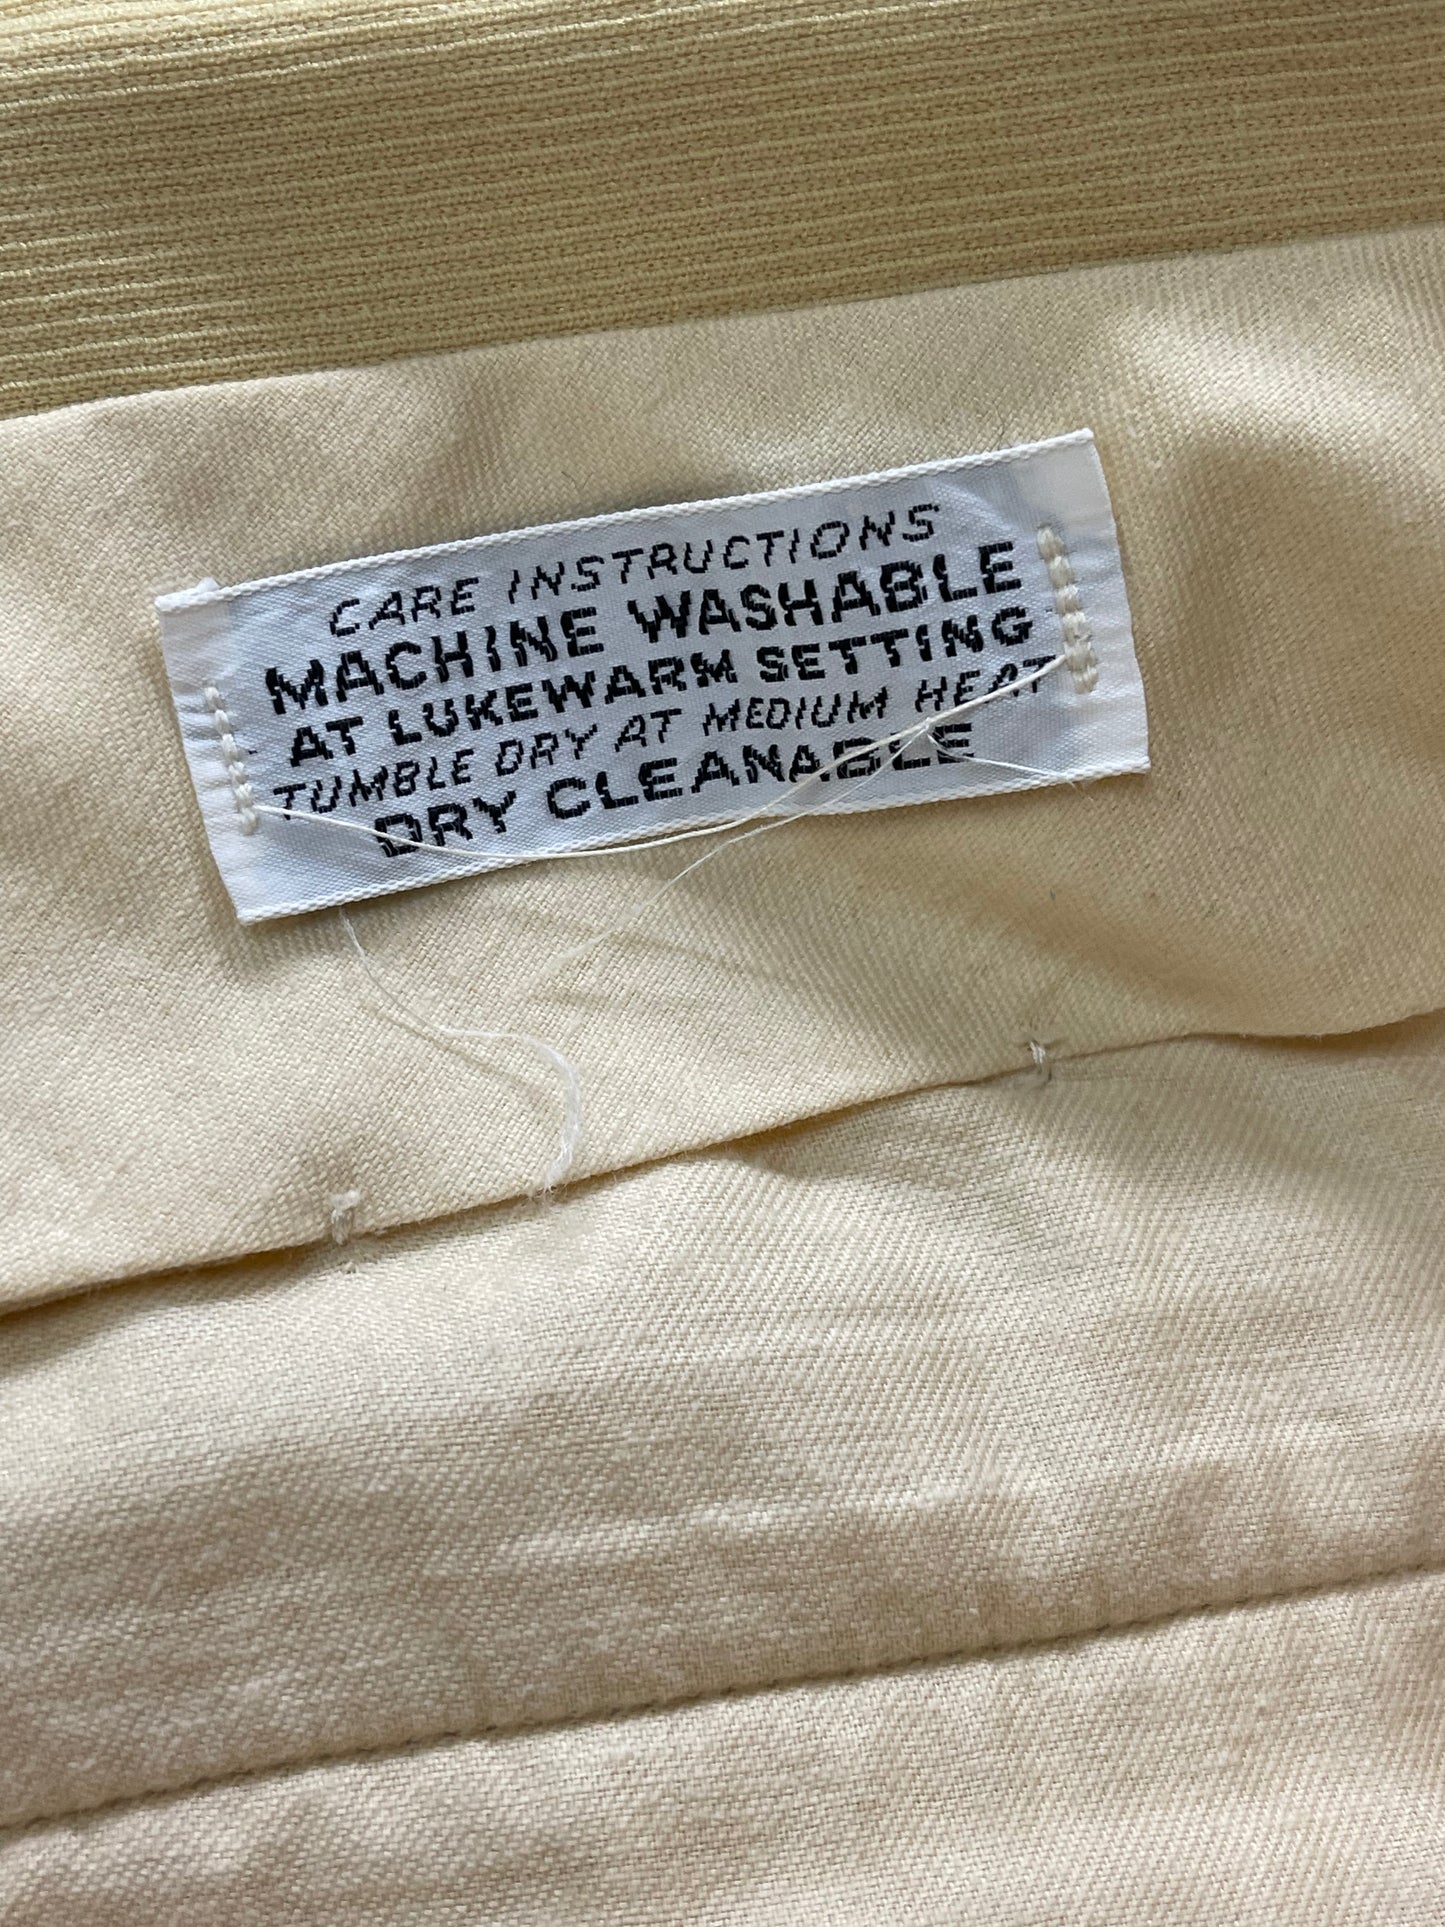 CARE INSTRUCTIONS
MACHINE WASHABLE
AT LUKEWARM SETTING
TUMBLE DRY AT MEDIUM HEAT
DRY CLEANABLE